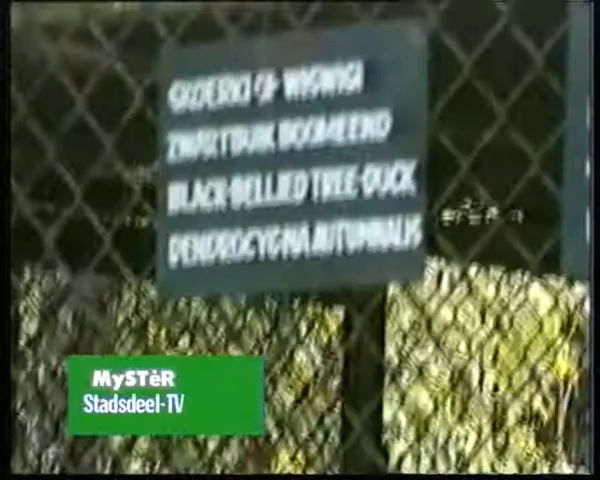 ZWARTBUIK BOOMEEND
BLACK-BELLIED TREE-DUCK
DENDROCYGNA AUTUMNALIS
MySTèR
Stadsdeel-TV